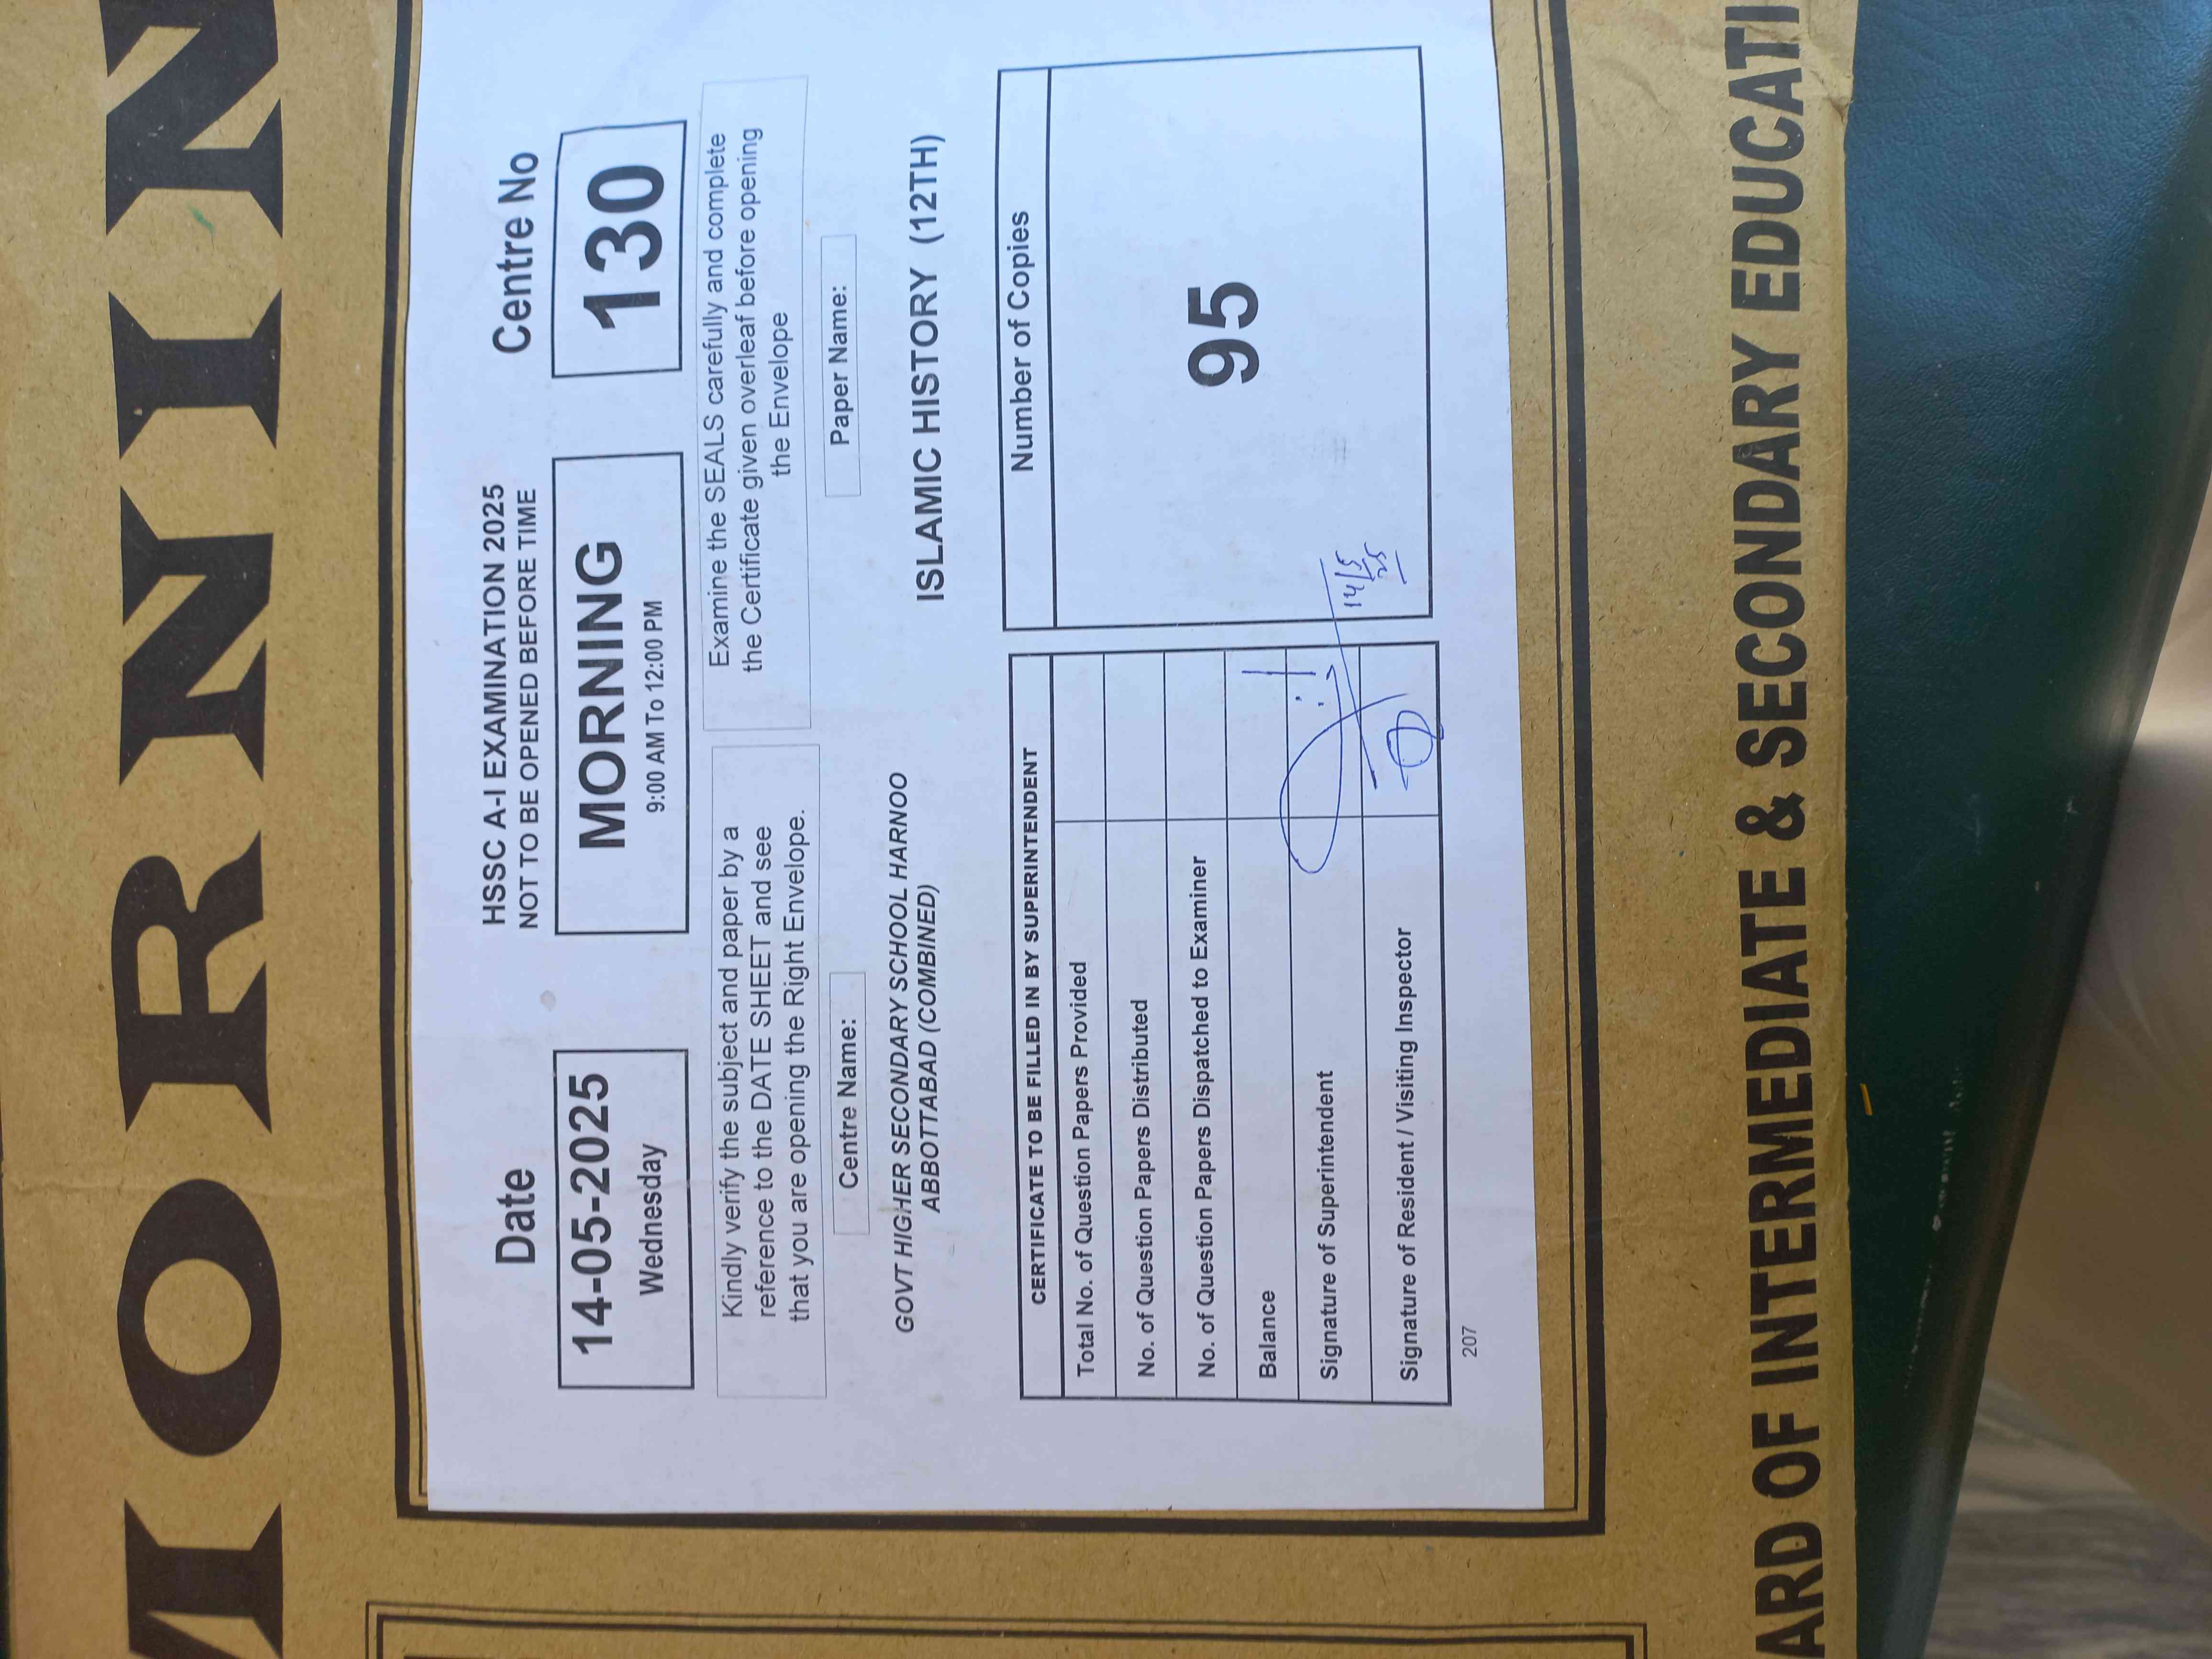 MORNIN
HSSC A-I EXAMINATION 2025
NOT TO BE OPENED BEFORE TIME
Date
14-05-2025
Wednesday
MORNING
9:00 AM To 12:00 PM
Centre No
130
Kindly verify the subject and paper by a
reference to the DATE SHEET and see
that you are opening the Right Envelope.
Examine the SEALS carefully and complete
the Certificate given overleaf before opening
the Envelope
Centre Name:
GOVT HIGHER SECONDARY SCHOOL HARNOO
ABBOTTABAD (COMBINED)
Paper Name:
ISLAMIC HISTORY (12TH)
CERTIFICATE TO BE FILLED IN BY SUPERINTENDENT
Total No. of Question Papers Provided
No. of Question Papers Distributed
No. of Question Papers Dispatched to Examiner
Balance
Signature of Superintendent
Signature of Resident / Visiting Inspector
Number of Copies
95
14/5
25
207
ARD OF INTERMEDIATE & SECONDARY EDUCATI